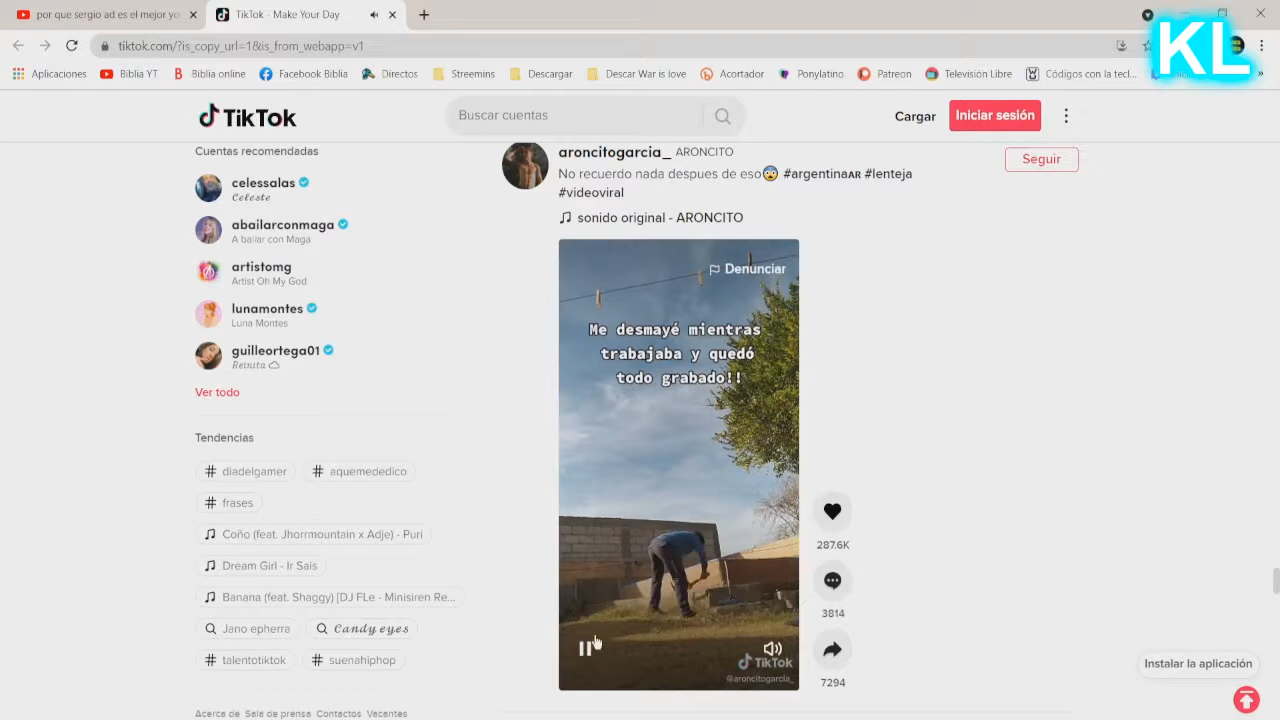 por que sergio ad es el mejor yo
TikTok - Make Your Day
tiktok.com/?is_copy_url=1&is_from_webapp=v1
KL
Aplicaciones
Biblia YT
Biblia online
Facebook Biblia
Directos
Streemins
Descargar
Descar War is love
Acortador
Ponylatino
Patreon
Televisión Libre
Códigos con la tecl...
»
TikTok
Buscar cuentas
Cargar
Iniciar sesión
Cuentas recomendadas
celessalas
Celeste
abailarconmaga
A bailar con Maga
artistomg
Artist Oh My God
lunamontes
Luna Montes
guilleortega01
Reinita
Ver todo
Tendencias
# diadelgamer
# aquemedico
# frases
Coño (feat. Jhorrmountain x Adje) - Puri
Dream Girl - Ir Sais
Banana (feat. Shaggy) [DJ FLe - Minisiren Re...
Jano epherra
Candy eyes
# talentotiktok
# suenahiphop
Acerca de Sala de prensa Contactos Vacantes
aroncitogarcia_ ARONCITO
Seguir
No recuerdo nada despues de eso😨 #argentinaᴀʀ #lenteja
#videoviral
♫ sonido original - ARONCITO
Denunciar
Me desmayé mientras
trabajaba y quedó
todo grabado!!
TikTok
@aroncitogarcia_
287.6K
3814
7294
Instalar la aplicación